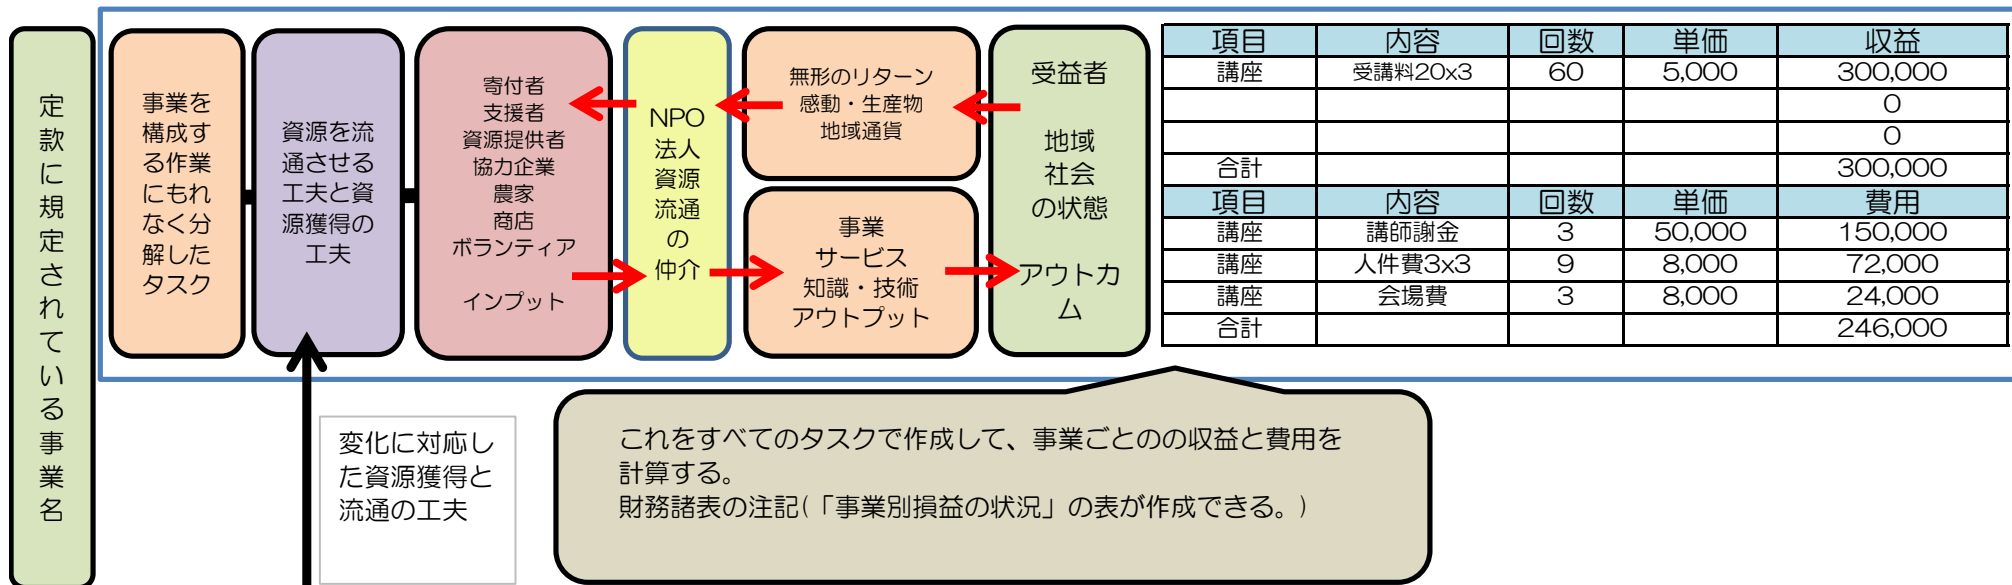 定款に規定されている事業名
事業を
構成す
る作業
にもれ
なく分
解した
タスク
資源を流
通させる
工夫と資
源獲得の
工夫
寄付者
支援者
資源提供者
協力企業
農家
商店
ボランティア
インプット
NPO
法人
資源
流通
の
仲介
無形のリターン
感動・生産物
地域通貨
事業
サービス
知識・技術
アウトプット
受益者
地域
社会
の状態
アウトカ
ム
項目 内容 回数 単価 収益
講座 受講料20x3 60 5,000 300,000
0
0
合計 300,000
項目 内容 回数 単価 費用
講座 講師謝金 3 50,000 150,000
講座 人件費3x3 9 8,000 72,000
講座 会場費 3 8,000 24,000
合計 246,000
変化に対応し
た資源獲得と
流通の工夫
これをすべてのタスクで作成して、事業ごとのの収益と費用を
計算する。
財務諸表の注記(「事業別損益の状況」の表が作成できる。)